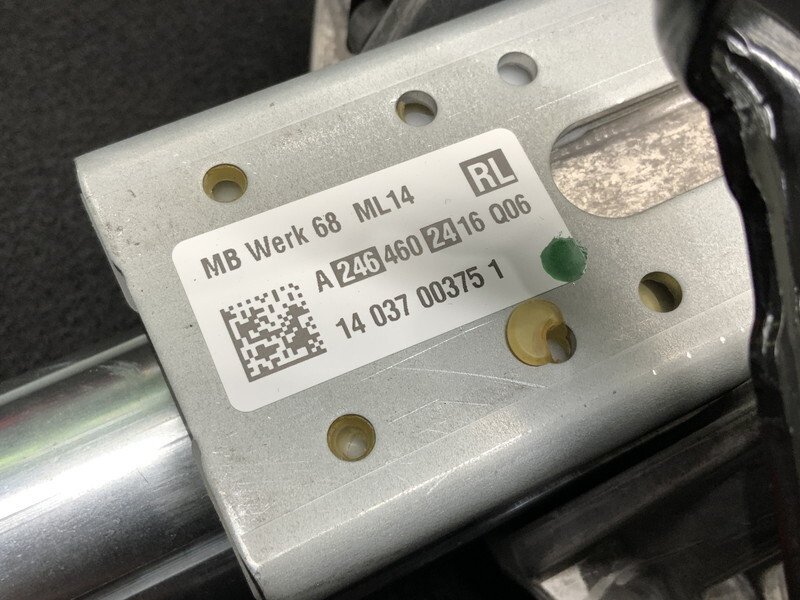 RL
MB Werk 68 ML14
A 246 460 24 16 Q06
14 037 00375 1